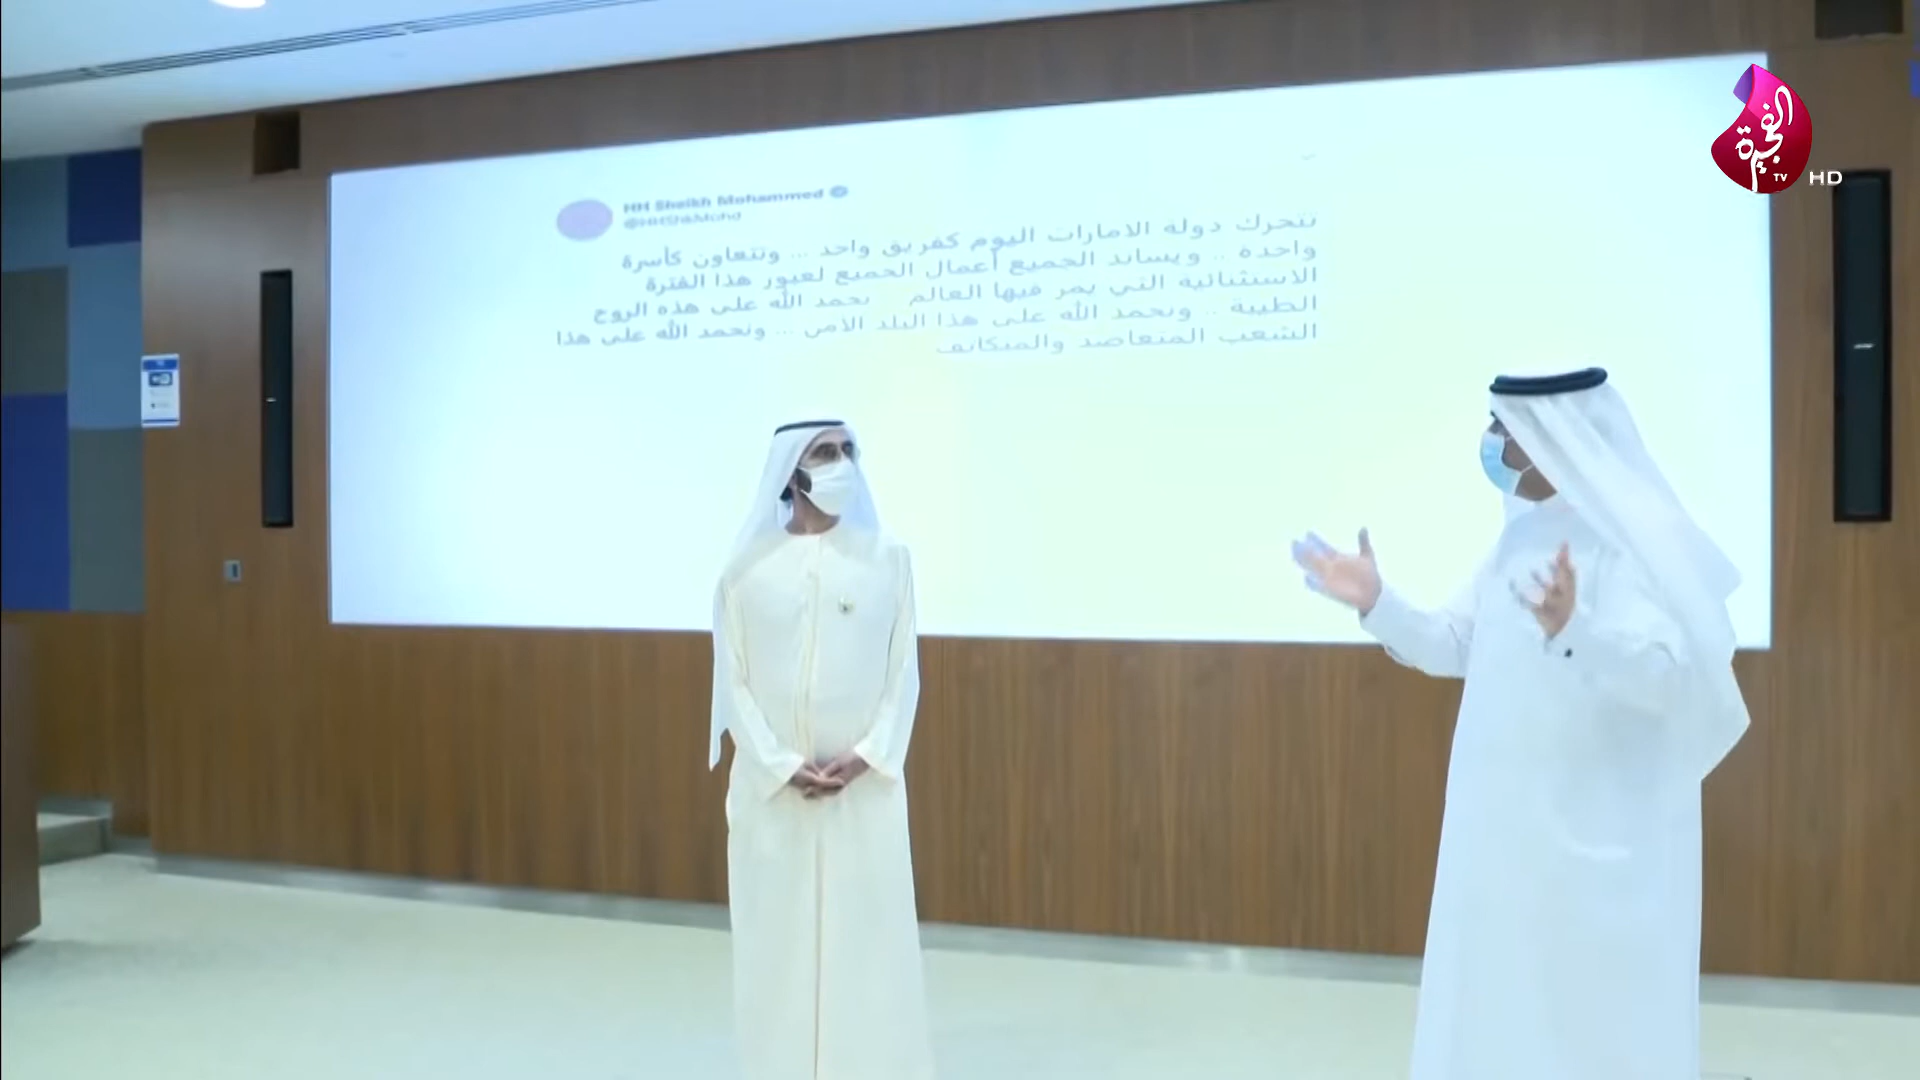 HH Sheikh Mohammed
@HHShkMohd
تتحرك دولة الامارات اليوم كفريق واحد ... وتتعاون كأسرة
واحدة .. ويساند الجميع أعمال الجميع لعبور هذا الفترة
الاستثنائية التي يمر فيها العالم نحمد الله على هذه الروح
الطيبة .. ونحمد الله على هذا البلد الآمن ... ونحمد الله على هذا
الشعب المتعاضد والمتكاتف
الفجيرة
TV HD